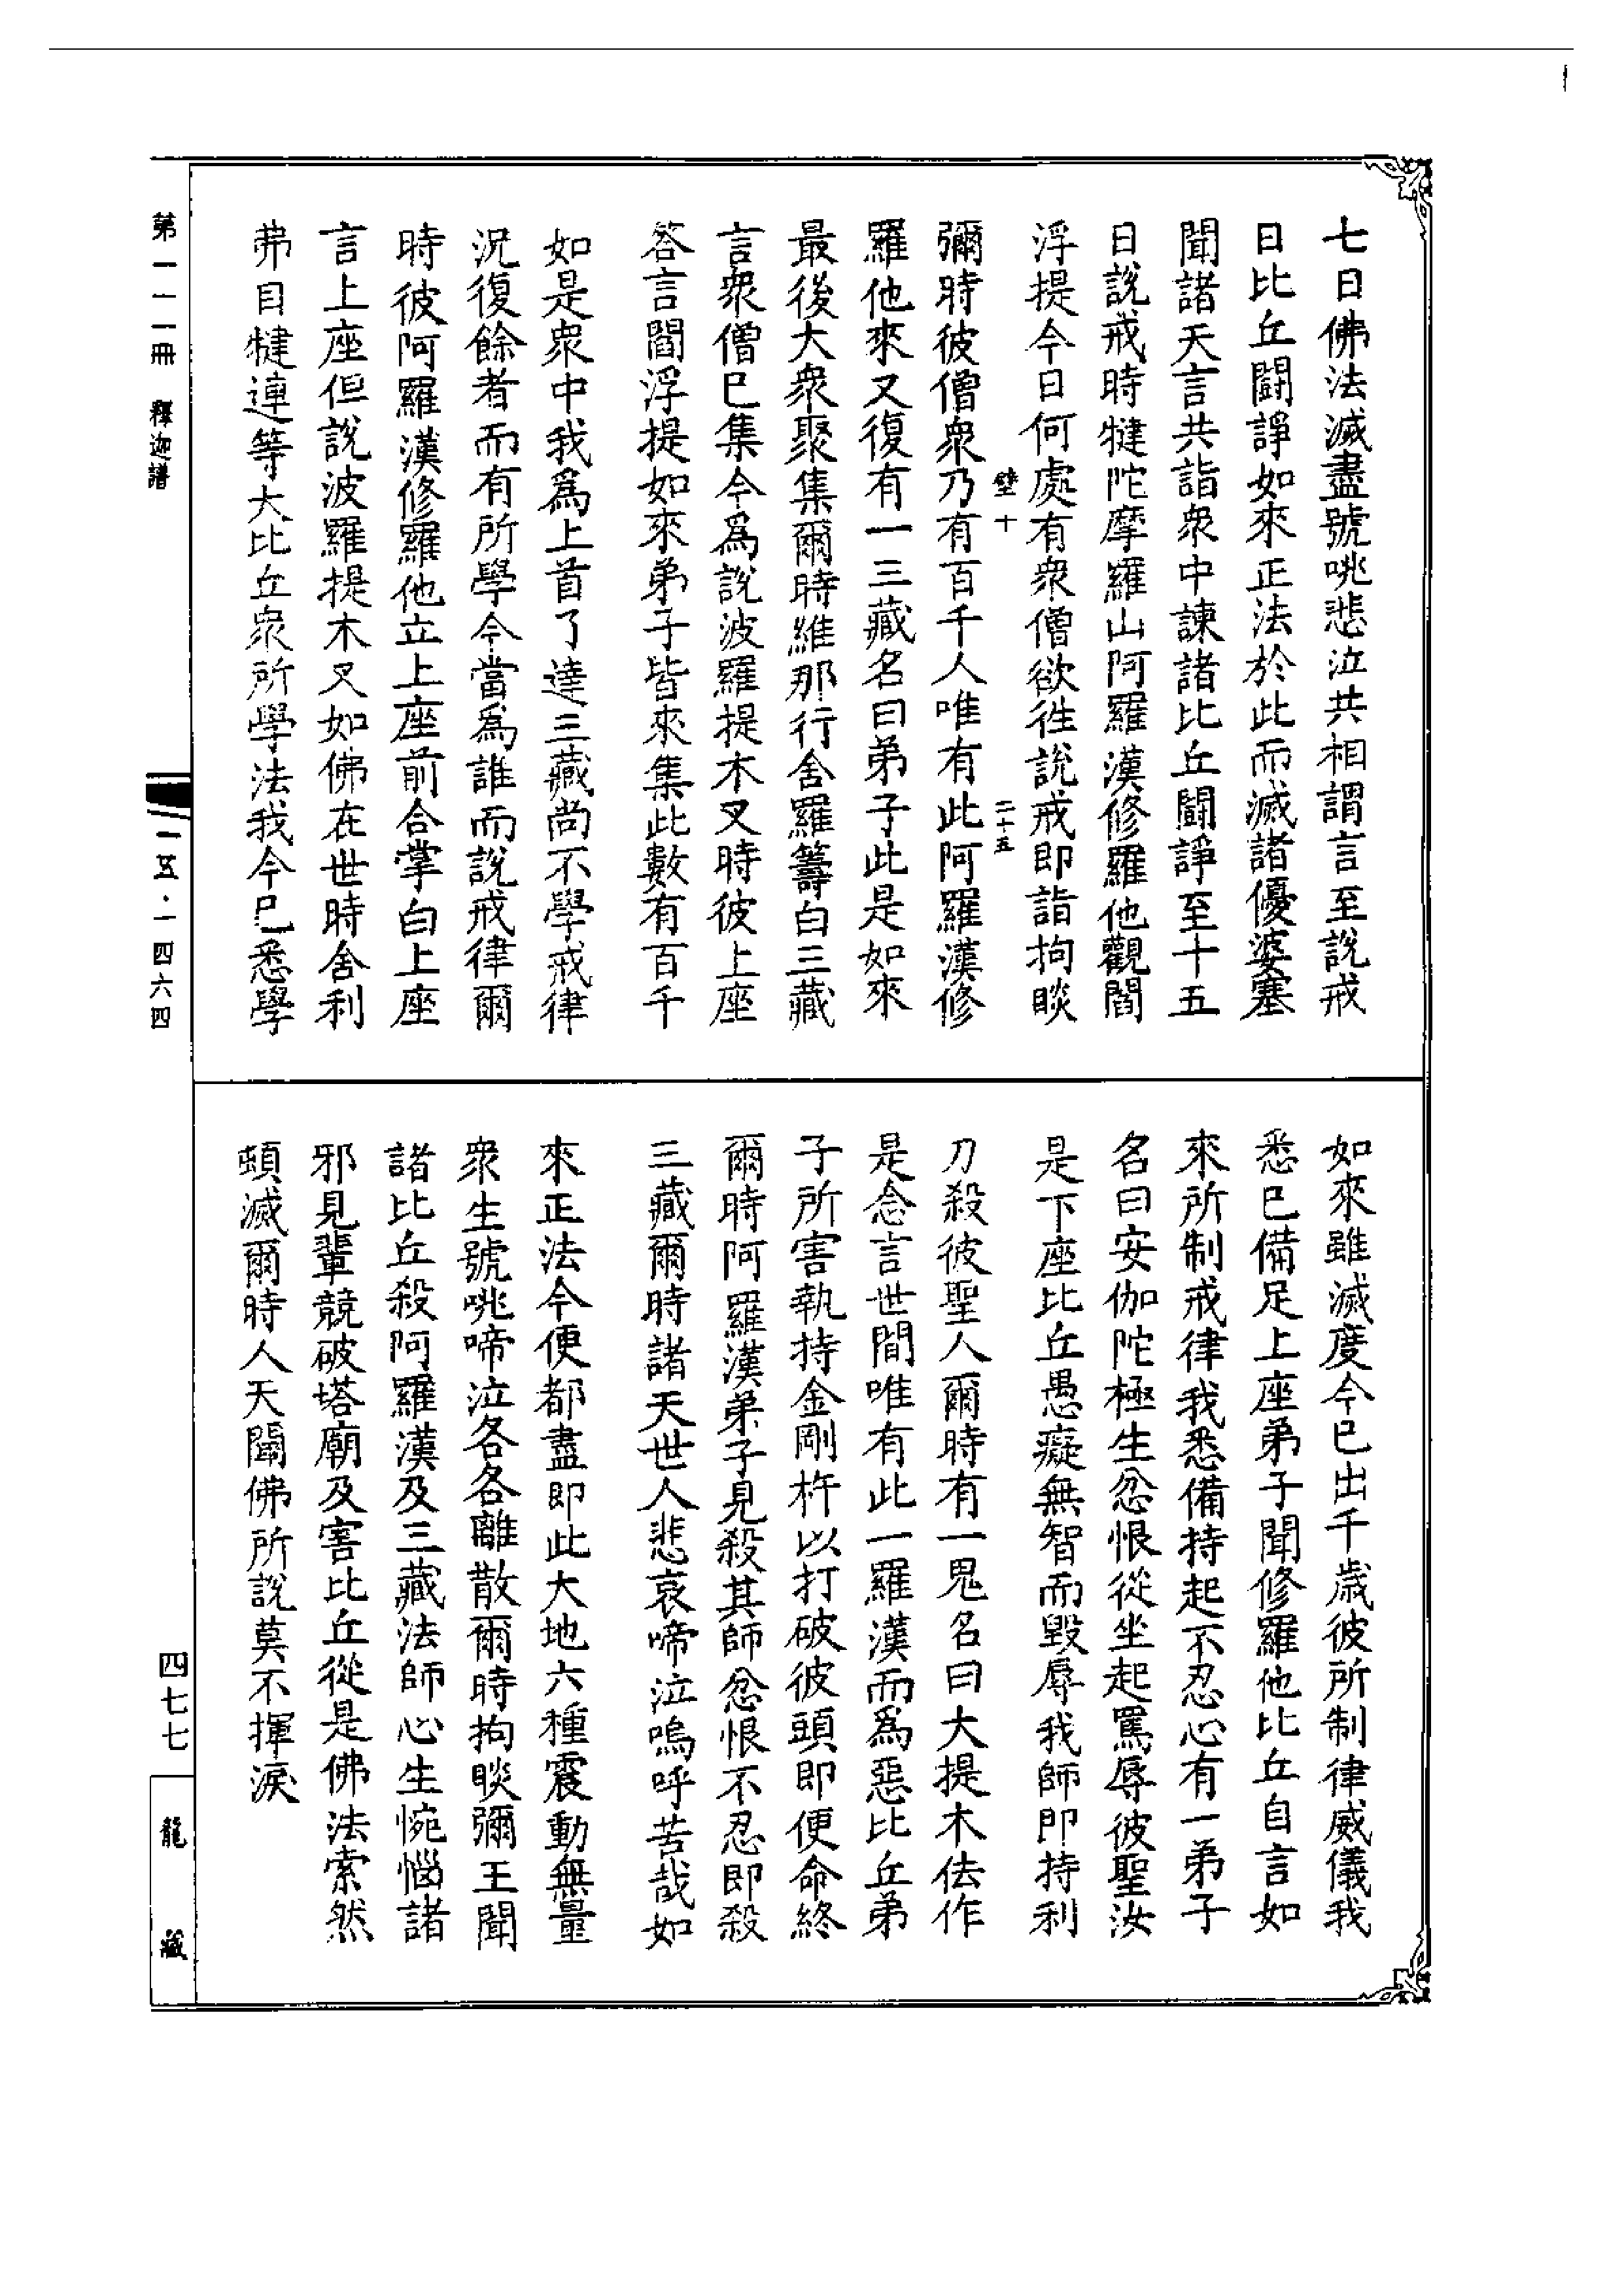 七日佛法滅盡號咷悲泣共相謂言至說戒
日比丘鬪諍如來正法於此而滅諸優婆塞
聞諸天言共詣衆中諫諸比丘鬪諍至十五
日說戒時犍陀摩羅山阿羅漢修羅他觀閻
浮提今日何處有衆僧欲徃說戒即詣拘睒
壁十 二十五
彌時彼僧衆乃有百千人唯有此阿羅漢修
羅他來又復有一三藏名曰弟子此是如來
最後大衆聚集爾時維那行舍羅籌白三藏
言衆僧巳集今爲說波羅提木叉時彼上座
答言閻浮提如來弟子皆來集此數有百千
如是衆中我爲上首了達三藏尚不學戒律
況復餘者而有所學今當爲誰而說戒律爾
時彼阿羅漢修羅他立上座前合掌白上座
言上座但說波羅提木叉如佛在世時舍利
弗目犍連等大比丘衆所學法我今巳悉學
如來雖滅度今巳出千歲彼所制律威儀我
悉巳備足上座弟子聞修羅他比丘自言如
來所制戒律我悉備持起不忍心有一弟子
名曰安伽陀極生忿恨從坐起罵辱彼聖汝
是下座比丘愚癡無智而毀辱我師即持利
刀殺彼聖人爾時有一鬼名曰大提木佉作
是念言世間唯有此一羅漢而爲惡比丘弟
子所害執持金剛杵以打破彼頭即便命終
爾時阿羅漢弟子見殺其師忿恨不忍即殺
三藏爾時諸天世人悲哀啼泣嗚呼苦哉如
來正法今便都盡即此大地六種震動無量
衆生號咷啼泣各各離散爾時拘睒彌王聞
諸比丘殺阿羅漢及三藏法師心生惋惱諸
邪見輩競破塔廟及害比丘從是佛法索然
頓滅爾時人天聞佛所說莫不揮淚
第一一一冊 釋迦譜
一五·一四六四
四七七
龍藏